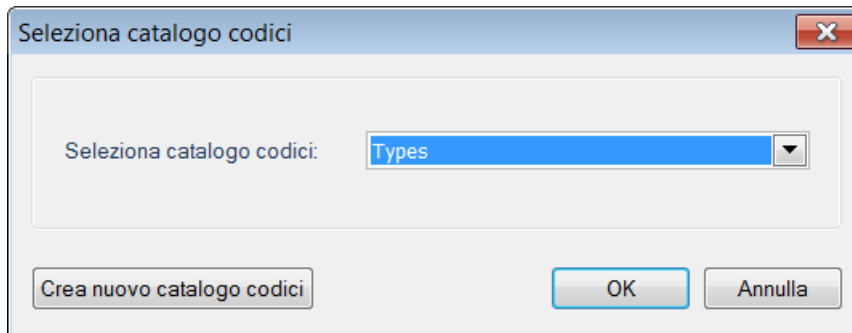 Seleziona catalogo codici
Seleziona catalogo codici: Types
Crea nuovo catalogo codici OK Annulla